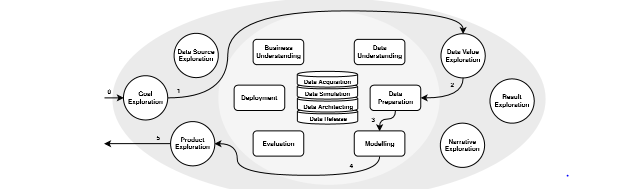 Data Source
Exploration
Business
Understanding
Data
Understanding
Data Value
Exploration
0
Goal
Exploration
1
Deployment
Data Acquisition
Data Simulation
Data Architecting
Data Release
Data
Preparation
2
Result
Exploration
3
5
Product
Exploration
Evaluation
Modelling
Narrative
Exploration
4